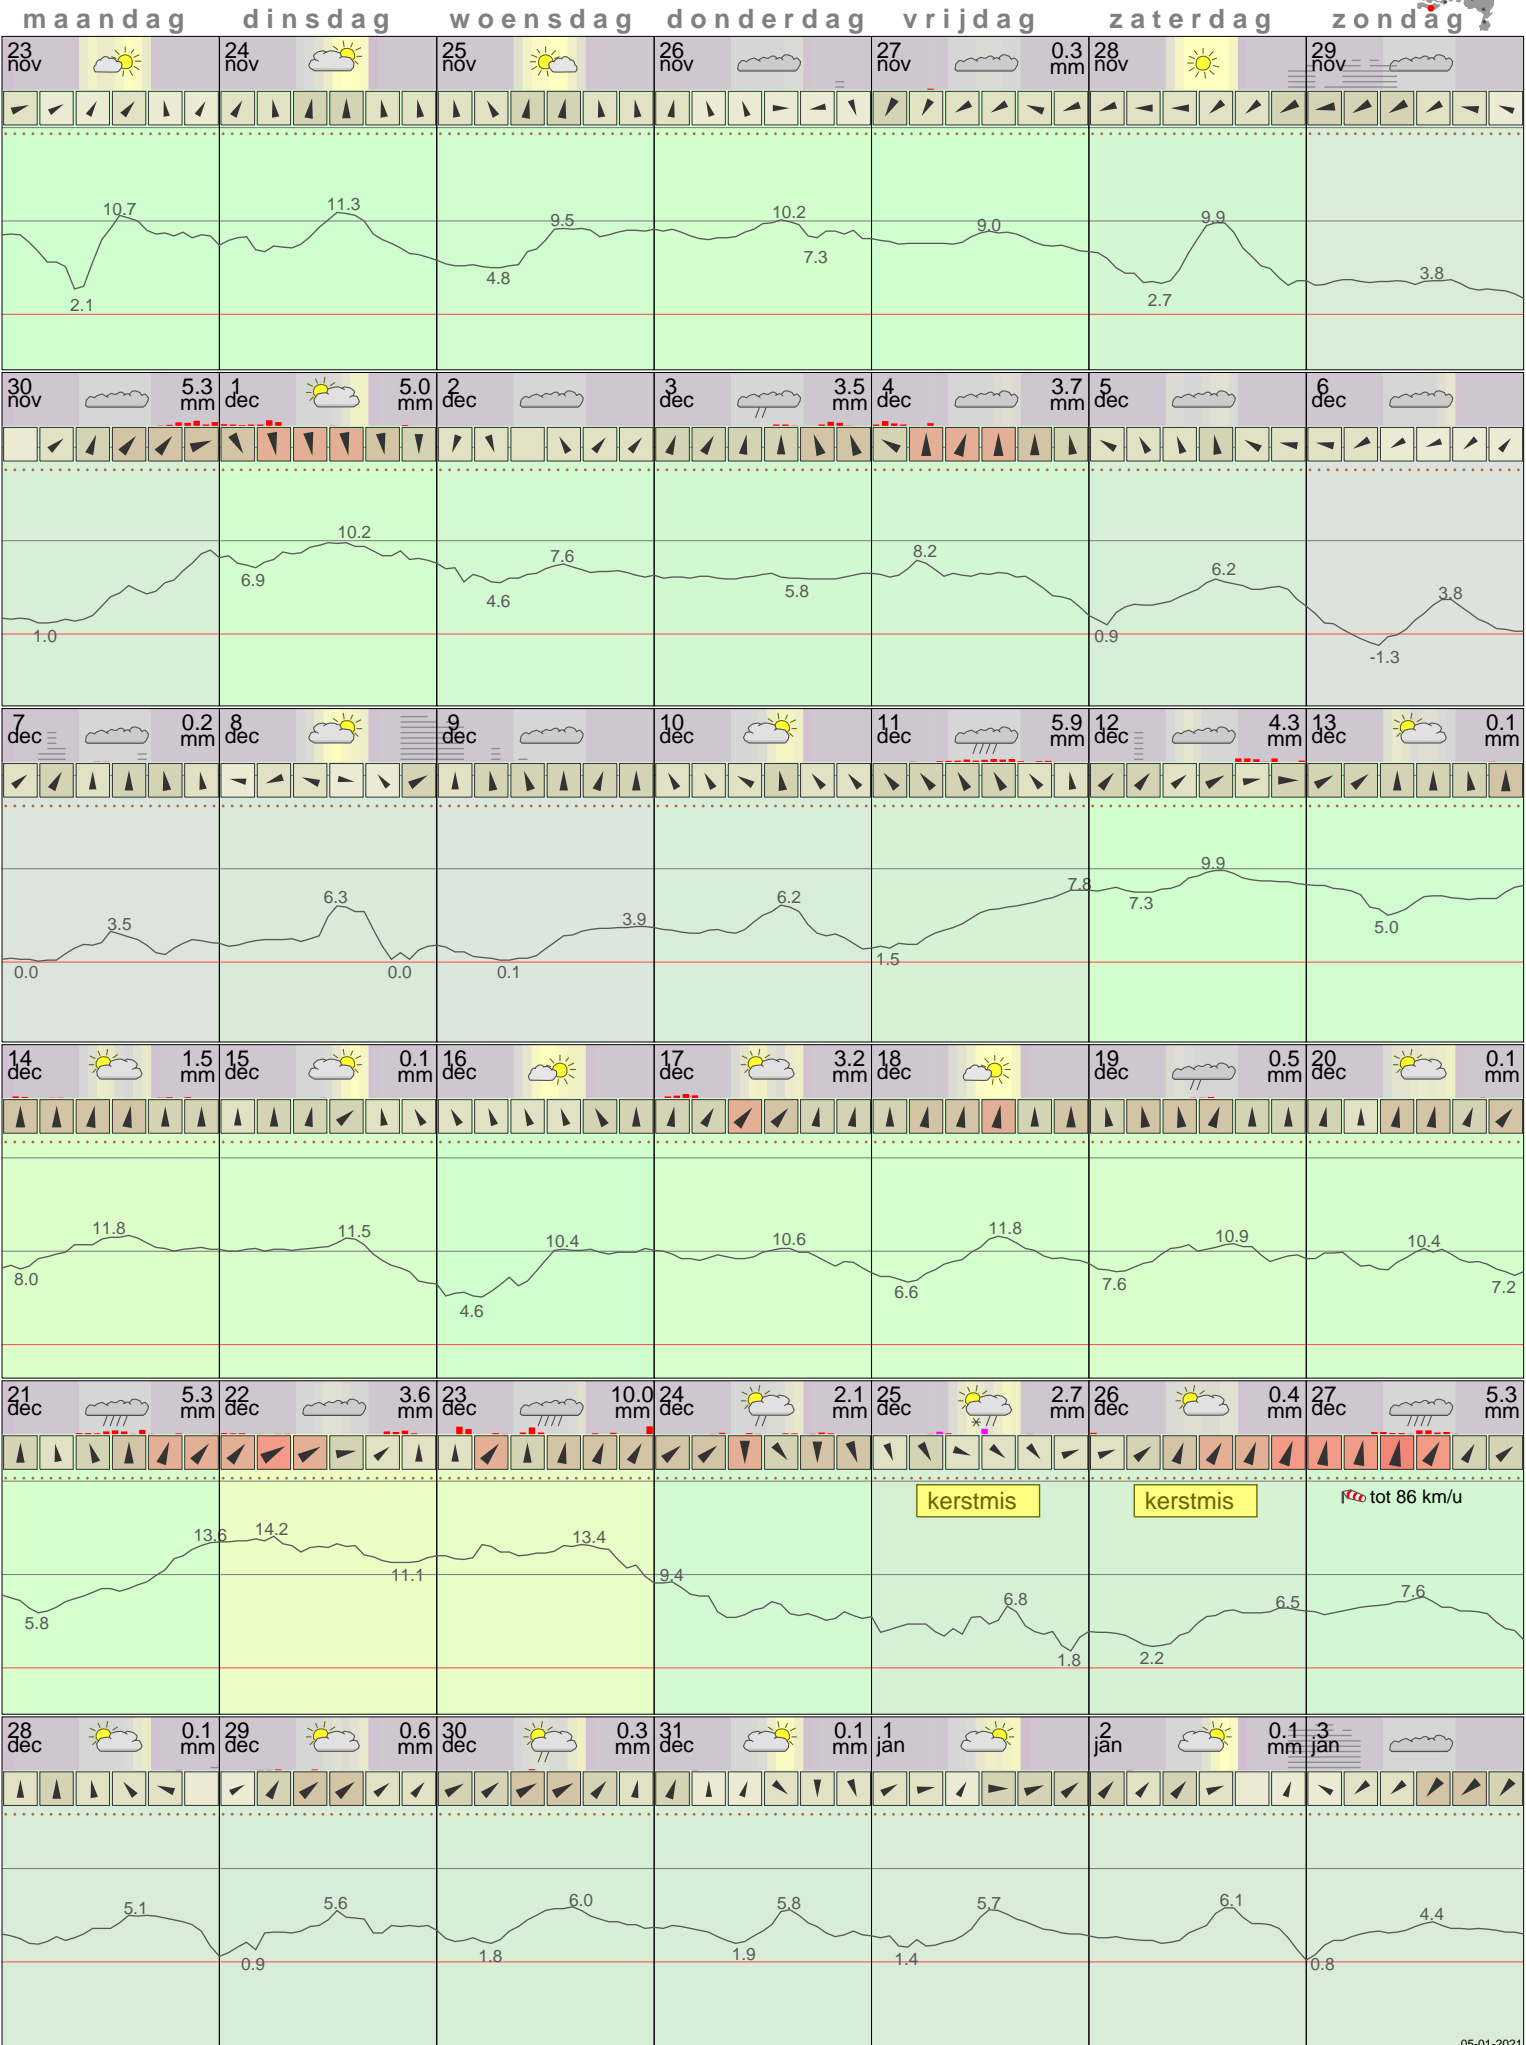 maandag dinsdag woensdag donderdag vrijdag zaterdag zondag
23 24 25 26 27 0.3 28 29
nov nov nov nov nov mm nov nov
10.7 11.3 9.5 10.2 9.0 9.9 3.8
2.1 4.8 7.3 2.7
30 5.3 1 5.0 2 3 3.5 4 3.7 5 6
nov mm dec mm dec dec mm dec mm dec dec
10.2 7.6 8.2 6.2 3.8
1.0 6.9 4.6 5.8 0.9 -1.3
7 0.2 8 9 10 11 5.9 12 4.3 13 0.1
dec mm dec dec dec dec mm dec mm dec mm
3.5 6.3 3.9 6.2 7.8 9.9
0.0 0.0 0.1 1.5 7.3 5.0
14 1.5 15 0.1 16 17 3.2 18 19 0.5 20 0.1
dec mm dec mm dec dec mm dec dec mm dec mm
11.8 11.5 10.4 10.6 11.8 10.9 10.4
8.0 4.6 6.6 7.6 7.2
21 5.3 22 3.6 23 10.0 24 2.1 25 2.7 26 0.4 27 5.3
dec mm dec mm dec mm dec mm dec mm dec mm dec mm
kerstmis kerstmis tot 86 km/u
13.6 14.2 13.4 9.4 6.8 6.5 7.6
5.8 11.1 1.8 2.2
28 0.1 29 0.6 30 0.3 31 0.1 1 2 0.1 3
dec mm dec mm dec mm dec mm jan jan mm jan
5.1 5.6 6.0 5.8 5.7 6.1 4.4
0.9 1.8 1.9 1.4 0.8
05-01-2021